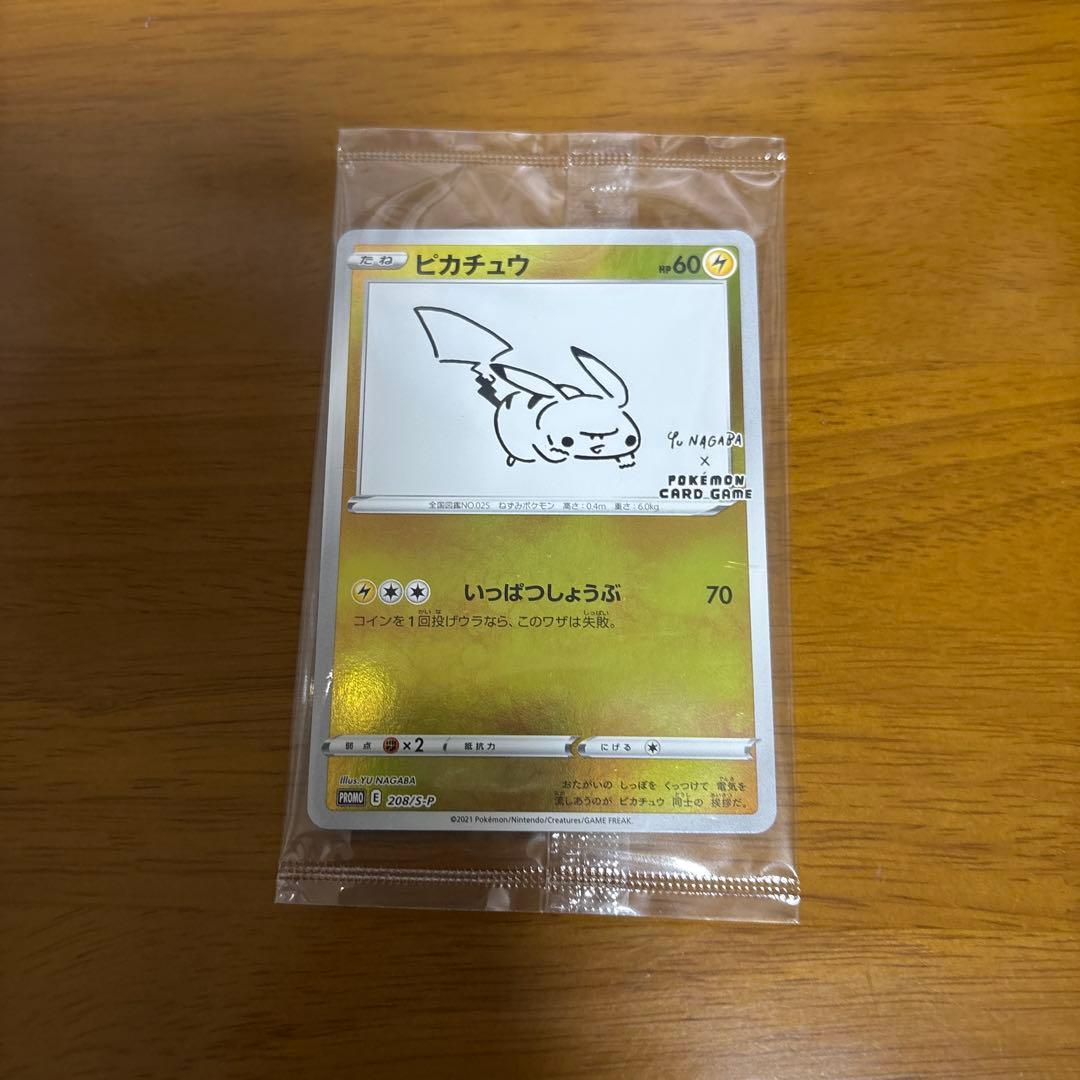 たね ピカチュウ HP60
Yu NAGABA
×
POKÉMON
CARD GAME
全国図鑑NO.025 ねずみポケモン 高さ:0.4m 重さ:6.0kg
いっぱつしょうぶ 70
コインを1回投げウラなら、このワザは失敗。
弱点 ×2 抵抗力 にげる
Illus.YU NAGABA
おたがいの しっぽを くっつけて 電気を
流しあうのが ピカチュウ 同士の 挨拶だ。
PROMO E 208/S-P
©2021 Pokémon/Nintendo/Creatures/GAME FREAK.